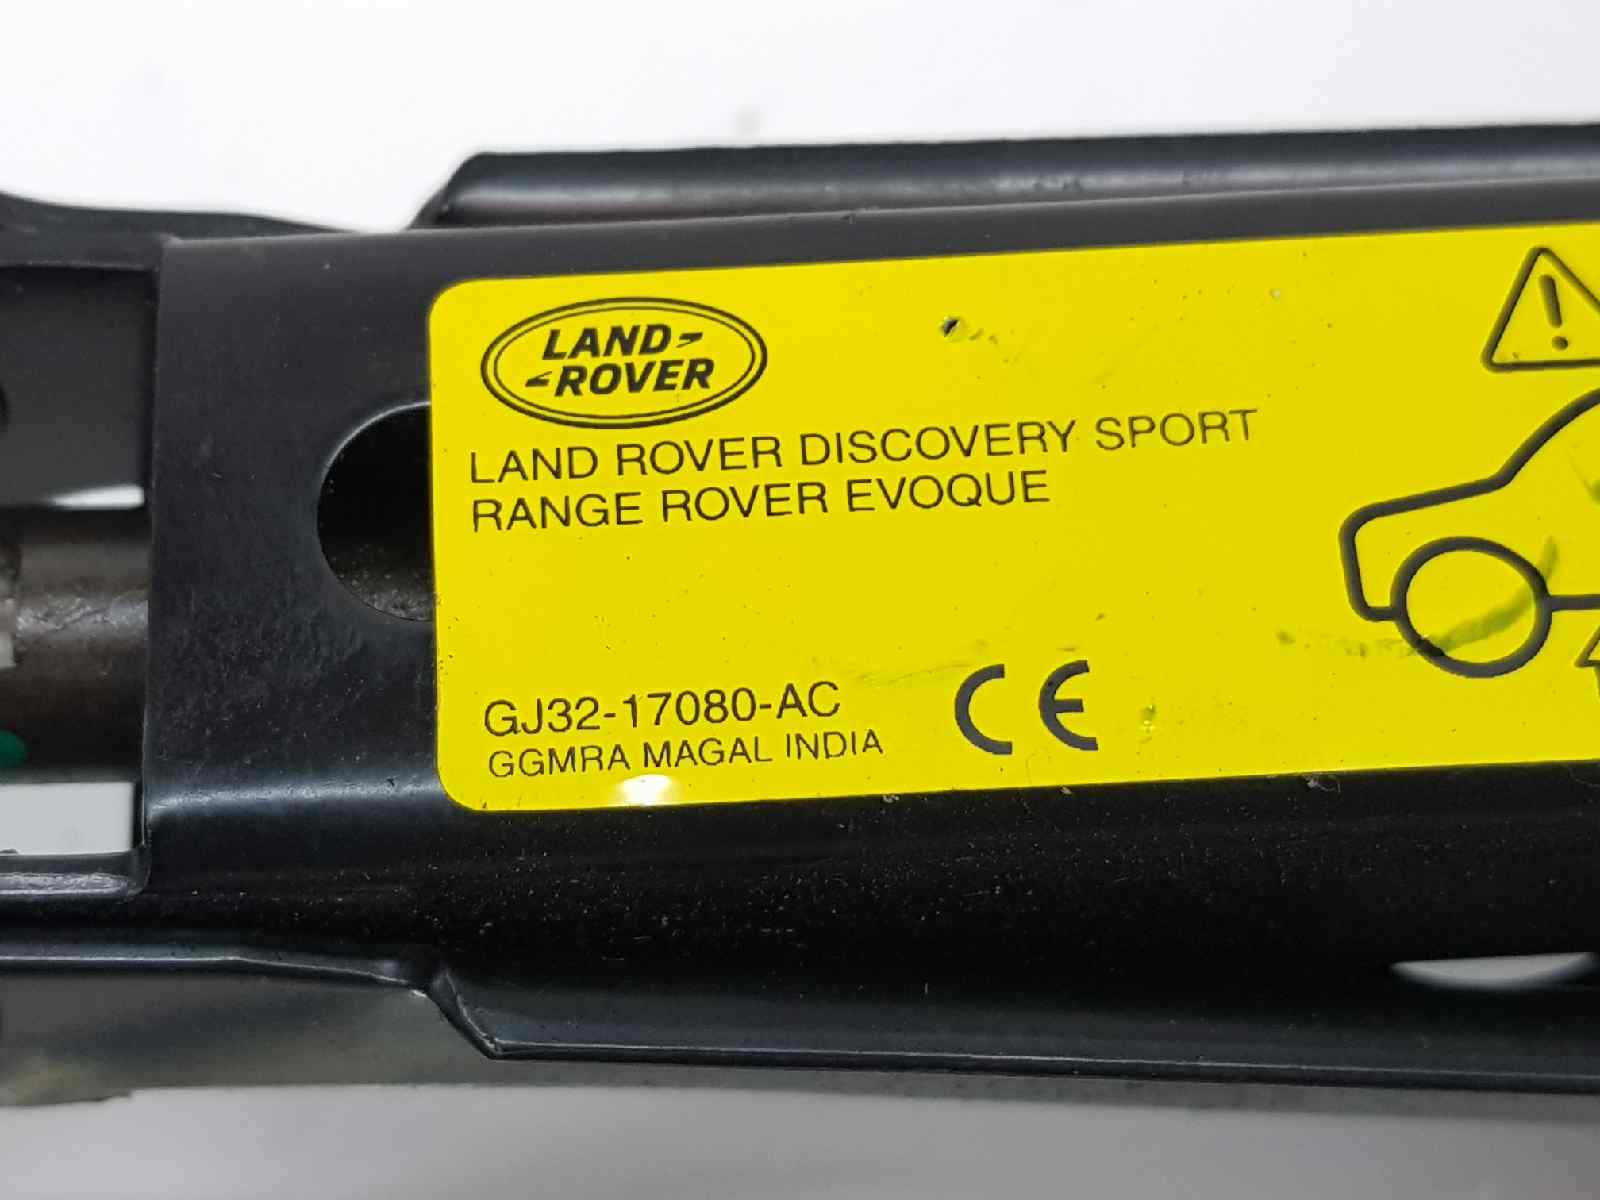 LAND
ROVER
LAND ROVER DISCOVERY SPORT
RANGE ROVER EVOQUE
GJ32-17080-AC
GGMRA MAGAL INDIA
CE
!